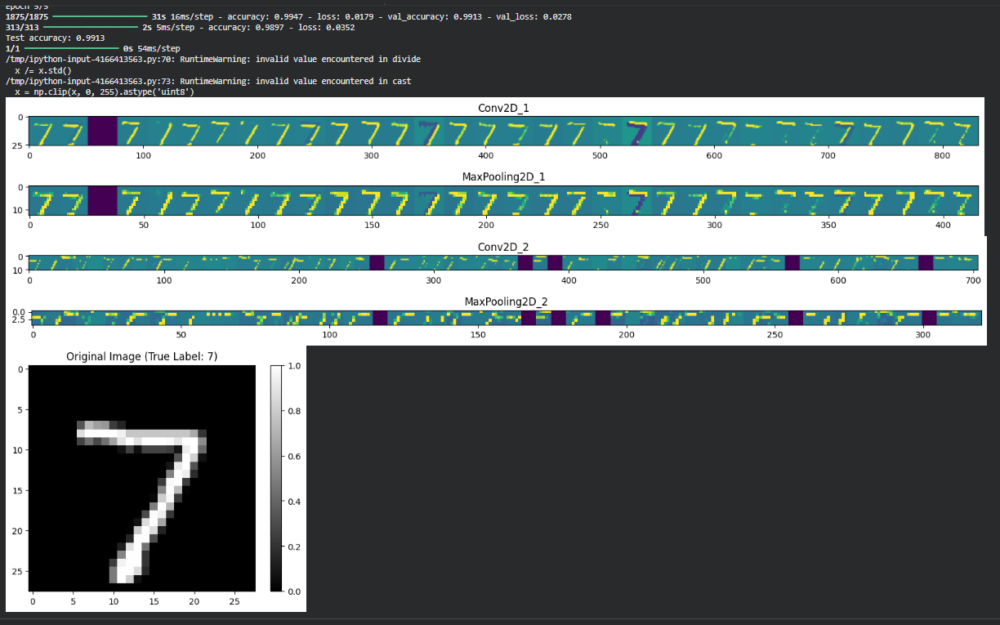 Epoch 5/5
1875/1875 ━━━━━━━━━━━━━━━━━━━━ 31s 16ms/step - accuracy: 0.9947 - loss: 0.0179 - val_accuracy: 0.9913 - val_loss: 0.0278
313/313 ━━━━━━━━━━━━━━━━━━━━ 2s 5ms/step - accuracy: 0.9897 - loss: 0.0352
Test accuracy: 0.9913
1/1 ━━━━━━━━━━━━━━━━━━━━ 0s 54ms/step
/tmp/ipython-input-4166413563.py:70: RuntimeWarning: invalid value encountered in divide
  x /= x.std()
/tmp/ipython-input-4166413563.py:73: RuntimeWarning: invalid value encountered in cast
  x = np.clip(x, 0, 255).astype('uint8')
Conv2D_1
0
25
0 100 200 300 400 500 600 700 800
MaxPooling2D_1
0
10
0 50 100 150 200 250 300 350 400
Conv2D_2
0
10
0 100 200 300 400 500 600 700
MaxPooling2D_2
0.0
2.5
0 50 100 150 200 250 300
Original Image (True Label: 7)
0
5
10
15
20
25
0 5 10 15 20 25
1.0
0.8
0.6
0.4
0.2
0.0